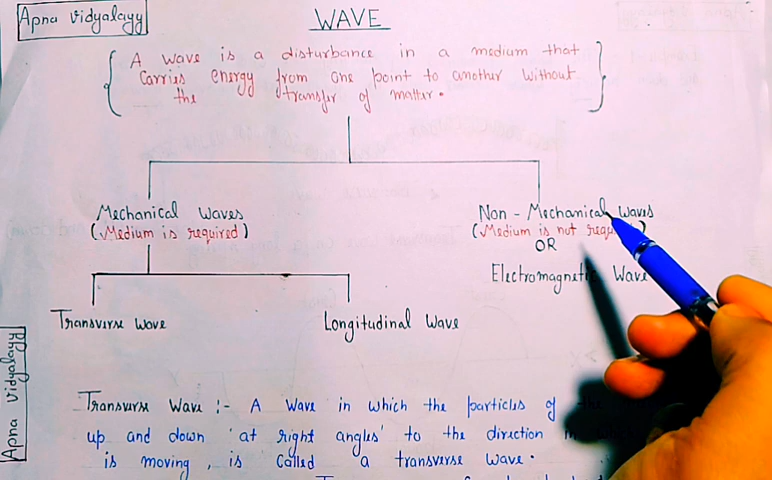 Apna Vidyalayy
WAVE
A wave is a disturbance in a medium that
carries energy from one point to another without
the transfer of matter.
Mechanical Waves
(Medium is required)
Non-Mechanical Waves
(Medium is not
OR
Electromagnetic Wave
Transverse Wave
Longitudinal Wave
Apna Vidyalayy
Transverse Wave :- A Wave in which the particles of
up and down 'at right angles' to the direction
is moving, is called a transverse wave.